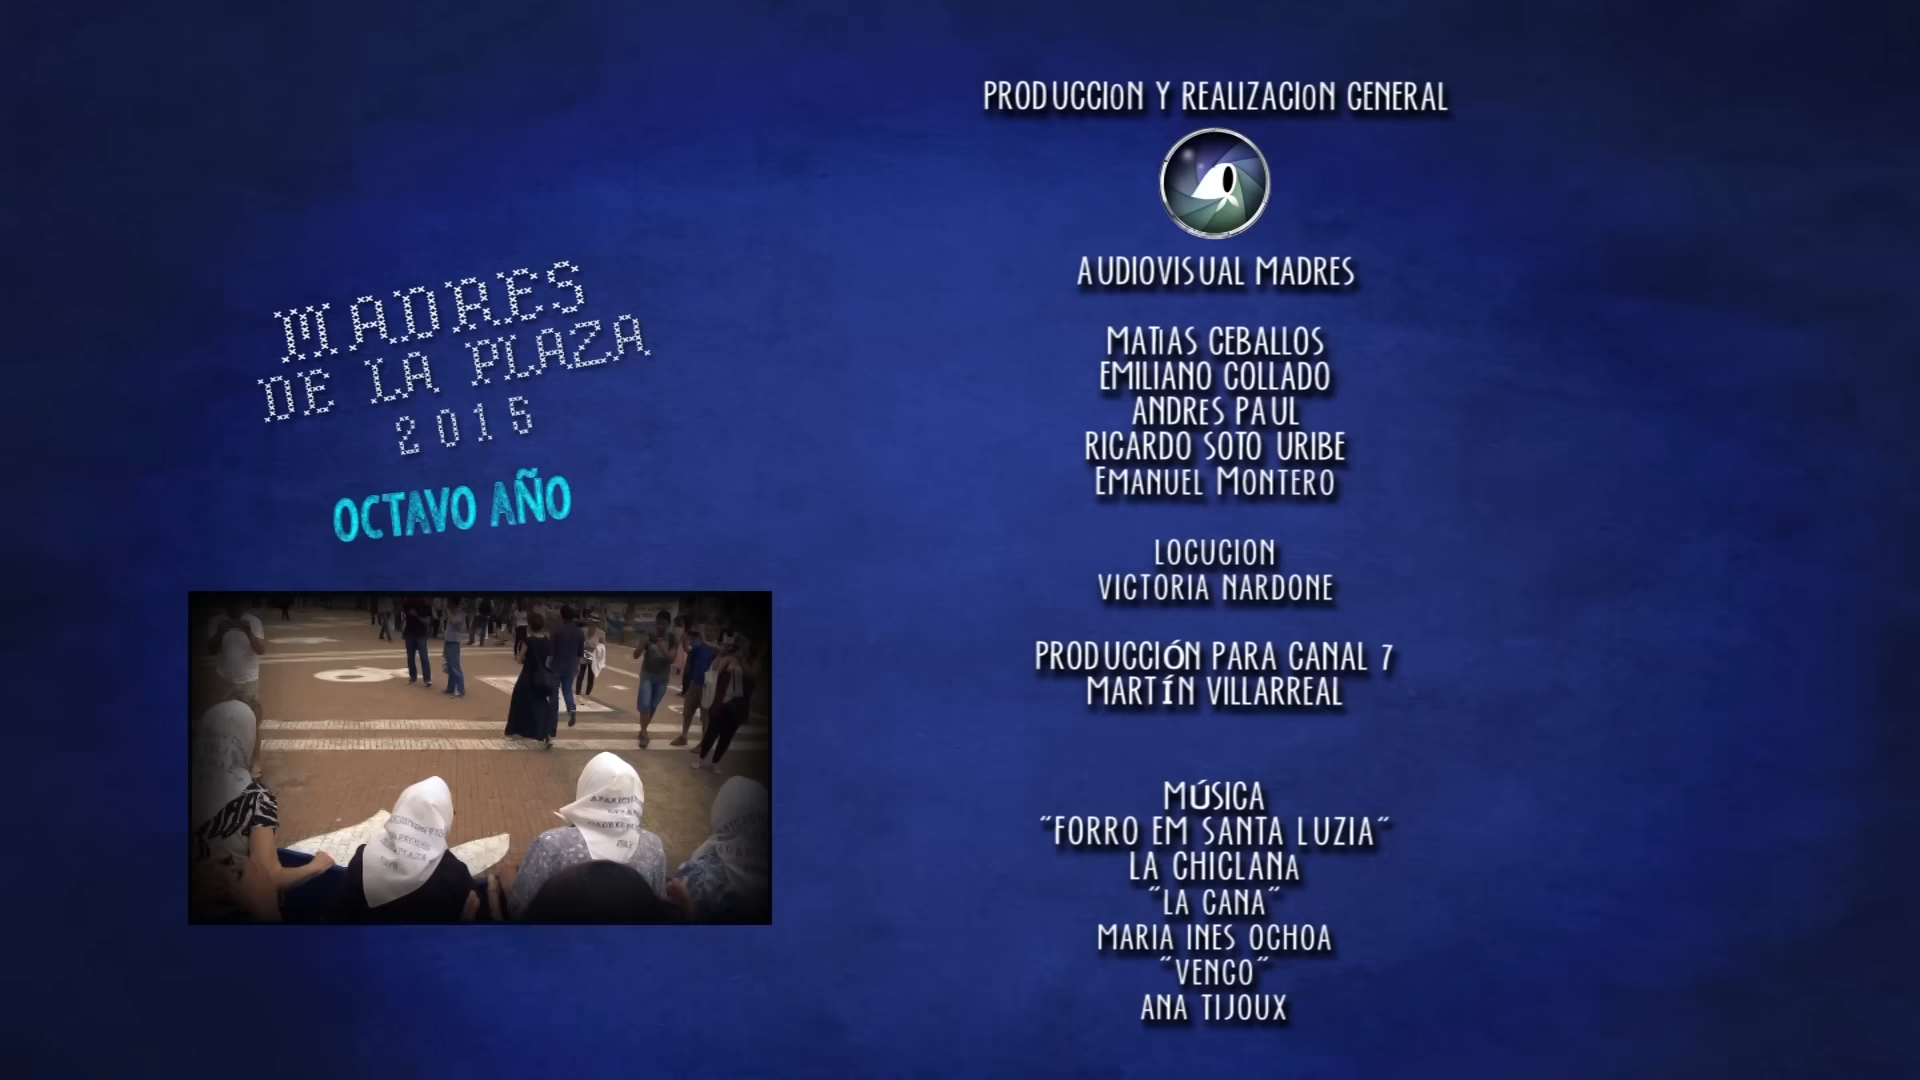 MADRES
DE LA PLAZA
2015
OCTAVO AÑO
PRODUCCION Y REALIZACION GENERAL
AUDIOVISUAL MADRES
MATIAS CEBALLOS
EMILIANO COLLADO
ANDRES PAUL
RICARDO SOTO URIBE
EMANUEL MONTERO
LOCUCION
VICTORIA NARDONE
PRODUCCIÓN PARA CANAL 7
MARTÍN VILLARREAL
MÚSICA
"FORRO EM SANTA LUZIA"
LA CHICLANA
"LA CANA"
MARIA INES OCHOA
"VENGO"
ANA TIJOUX